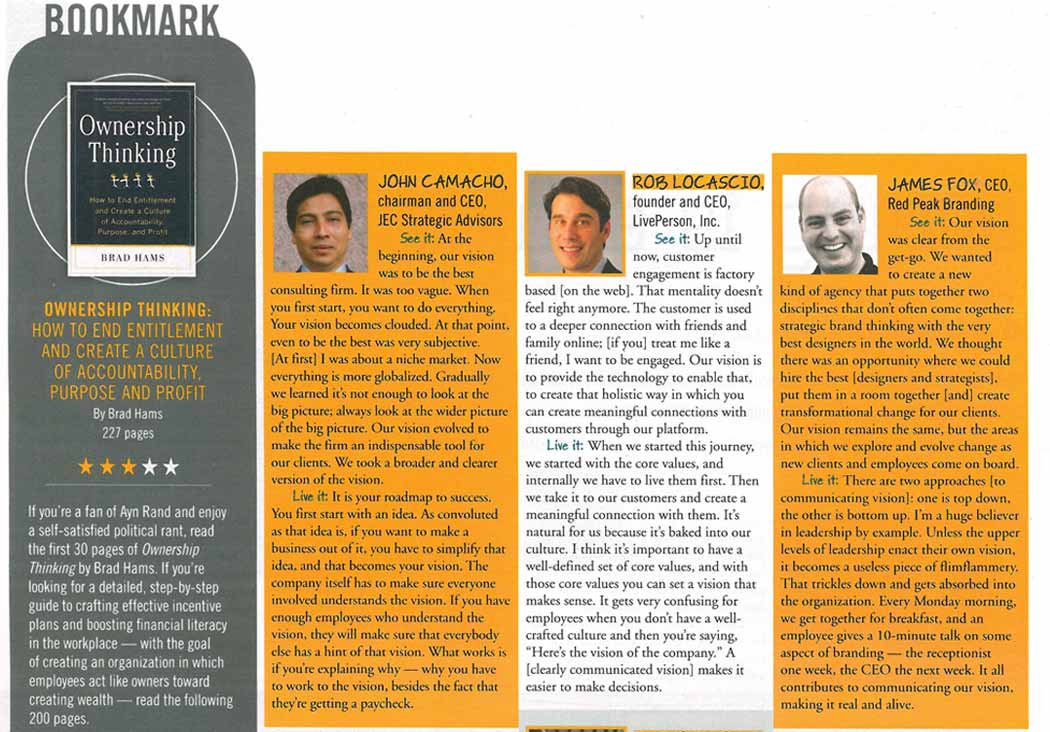 BOOKMARK
Ownership
Thinking
How to End Entitlement
and Create a Culture
of Accountability,
Purpose, and Profit
BRAD HAMS
OWNERSHIP THINKING:
HOW TO END ENTITLEMENT
AND CREATE A CULTURE
OF ACCOUNTABILITY,
PURPOSE AND PROFIT
By Brad Hams
227 pages
If you're a fan of Ayn Rand and enjoy
a self-satisfied political rant, read
the first 30 pages of Ownership
Thinking by Brad Hams. If you're
looking for a detailed, step-by-step
guide to crafting effective incentive
plans and boosting financial literacy
in the workplace — with the goal
of creating an organization in which
employees act like owners toward
creating wealth — read the following
200 pages.
JOHN CAMACHO,
chairman and CEO,
JEC Strategic Advisors
See it: At the
beginning, our vision
was to be the best
consulting firm. It was too vague. When
you first start, you want to do everything.
Your vision becomes clouded. At that point,
even to be the best was very subjective.
[At first] I was about a niche market. Now
everything is more globalized. Gradually
we learned it's not enough to look at the
big picture; always look at the wider picture
of the big picture. Our vision evolved to
make the firm an indispensable tool for
our clients. We took a broader and clearer
version of the vision.
Live it: It is your roadmap to success.
You first start with an idea. As convoluted
as that idea is, if you want to make a
business out of it, you have to simplify that
idea, and that becomes your vision. The
company itself has to make sure everyone
involved understands the vision. If you have
enough employees who understand the
vision, they will make sure that everybody
else has a hint of that vision. What works is
if you're explaining why — why you have
to work to the vision, besides the fact that
they're getting a paycheck.
ROB LOCASCIO,
founder and CEO,
LivePerson, Inc.
See it: Up until
now, customer
engagement is factory
based [on the web]. That mentality doesn't
feel right anymore. The customer is used
to a deeper connection with friends and
family online; [if you] treat me like a
friend, I want to be engaged. Our vision is
to provide the technology to enable that,
to create that holistic way in which you
can create meaningful connections with
customers through our platform.
Live it: When we started this journey,
we started with the core values, and
internally we have to live them first. Then
we take it to our customers and create a
meaningful connection with them. It's
natural for us because it's baked into our
culture. I think it's important to have a
well-defined set of core values, and with
those core values you can set a vision that
makes sense. It gets very confusing for
employees when you don't have a well-
crafted culture and then you're saying,
"Here's the vision of the company." A
[clearly communicated vision] makes it
easier to make decisions.
JAMES FOX, CEO,
Red Peak Branding
See it: Our vision
was clear from the
get-go. We wanted
to create a new
kind of agency that puts together two
disciplines that don't often come together:
strategic brand thinking with the very
best designers in the world. We thought
there was an opportunity where we could
hire the best [designers and strategists],
put them in a room together [and] create
transformational change for our clients.
Our vision remains the same, but the areas
in which we explore and evolve change as
new clients and employees come on board.
Live it: There are two approaches [to
communicating vision]: one is top down,
the other is bottom up. I'm a huge believer
in leadership by example. Unless the upper
levels of leadership enact their own vision,
it becomes a useless piece of flimflammery.
That trickles down and gets absorbed into
the organization. Every Monday morning,
we get together for breakfast, and an
employee gives a 10-minute talk on some
aspect of branding — the receptionist
one week, the CEO the next week. It all
contributes to communicating our vision,
making it real and alive.